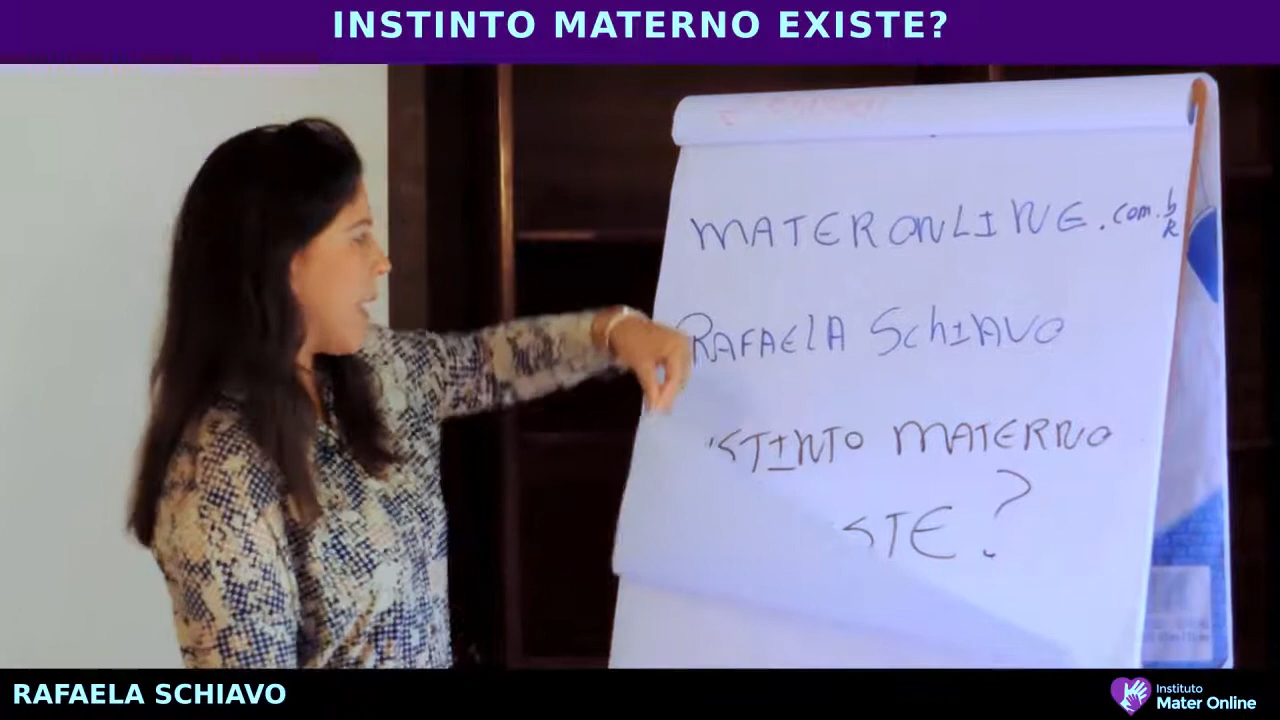 INSTINTO MATERNO EXISTE?
MATERONLINE.com.bR
RAFAELA SChIAVO
STINTO MATERNO
STE?
RAFAELA SCHIAVO
Instituto
Mater Online